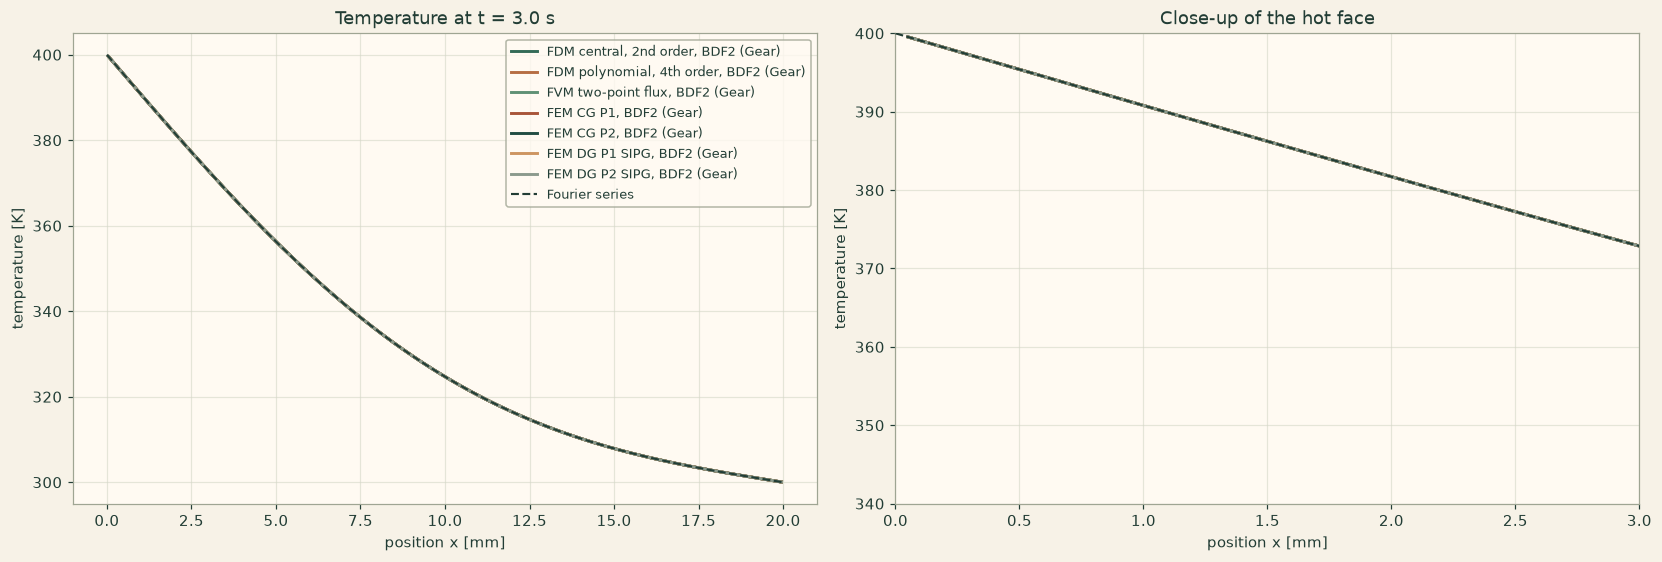 Temperature at t = 3.0 s
400
380
360
340
320
300
temperature [K]
FDM central, 2nd order, BDF2 (Gear)
FDM polynomial, 4th order, BDF2 (Gear)
FVM two-point flux, BDF2 (Gear)
FEM CG P1, BDF2 (Gear)
FEM CG P2, BDF2 (Gear)
FEM DG P1 SIPG, BDF2 (Gear)
FEM DG P2 SIPG, BDF2 (Gear)
Fourier series
0.0 2.5 5.0 7.5 10.0 12.5 15.0 17.5 20.0
position x [mm]
Close-up of the hot face
400
390
380
370
360
350
340
temperature [K]
0.0 0.5 1.0 1.5 2.0 2.5 3.0
position x [mm]